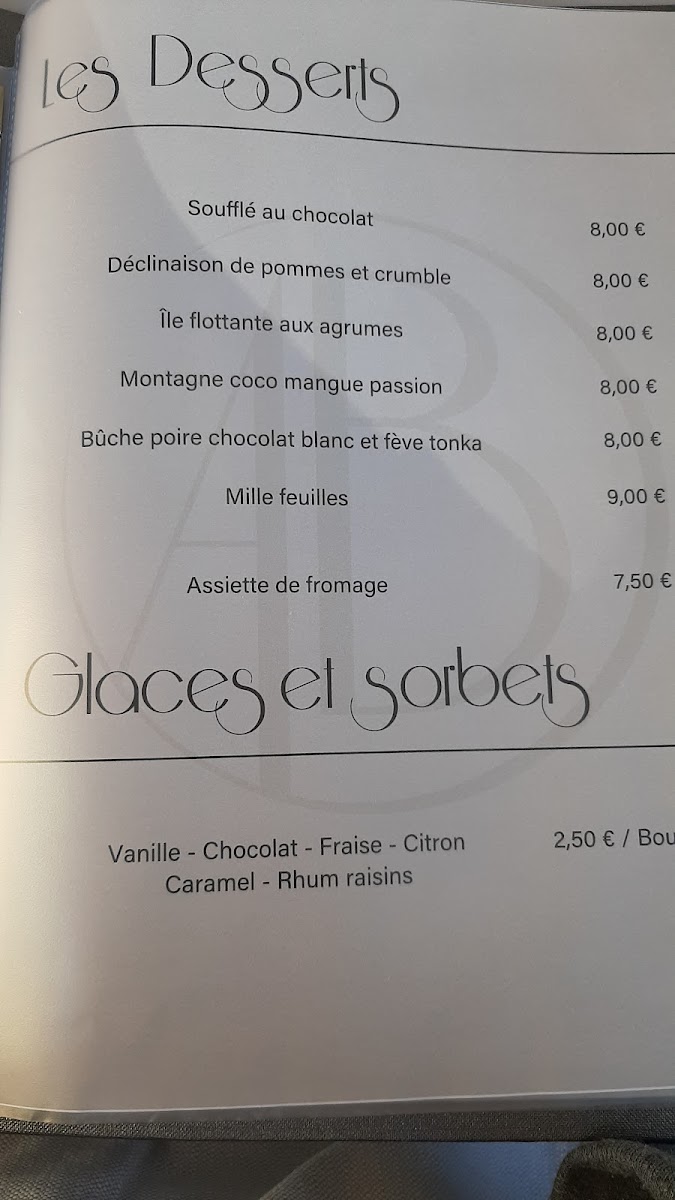 Les Desserts
Soufflé au chocolat 8,00 €
Déclinaison de pommes et crumble 8,00 €
Île flottante aux agrumes 8,00 €
Montagne coco mangue passion 8,00 €
Bûche poire chocolat blanc et fève tonka 8,00 €
Mille feuilles 9,00 €
Assiette de fromage 7,50 €
Glaces et sorbets
Vanille - Chocolat - Fraise - Citron 2,50 € / Bou
Caramel - Rhum raisins